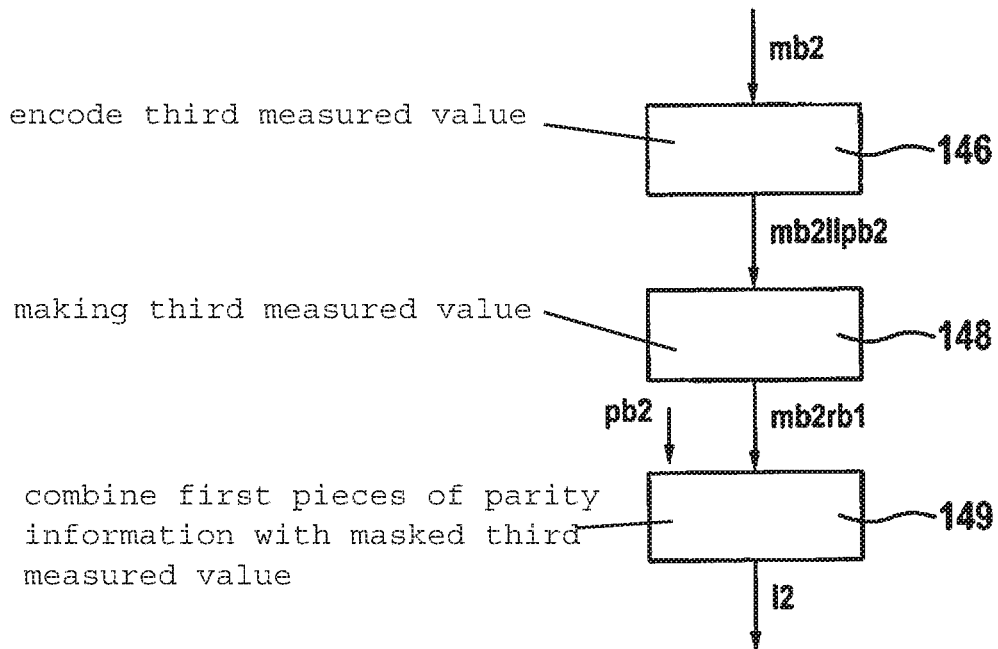 mb2
encode third measured value
146
mb2llpb2
making third measured value
148
pb2
mb2rb1
combine first pieces of parity
information with masked third
measured value
149
l2